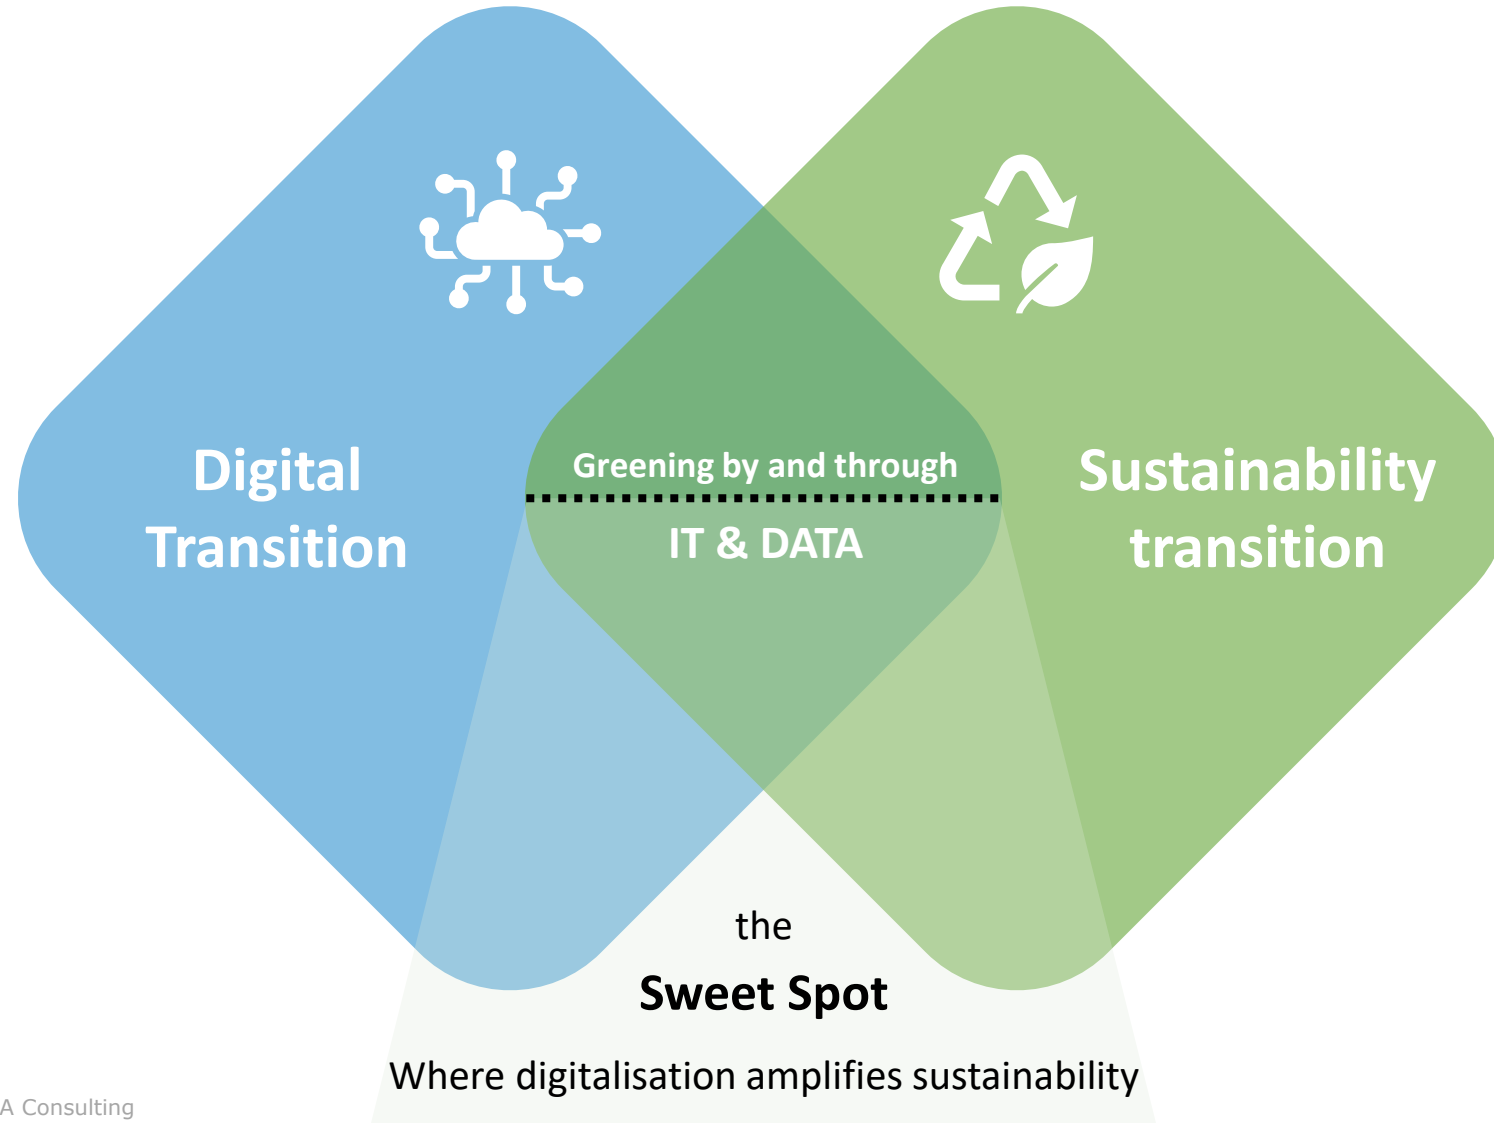 Digital
Transition
Greening by and through
IT & DATA
Sustainability
transition
the
Sweet Spot
Where digitalisation amplifies sustainability
A Consulting